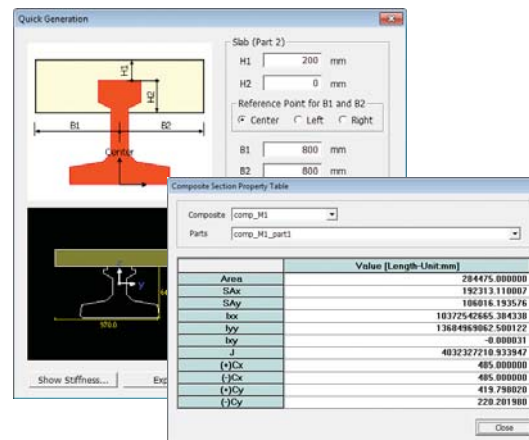 Quick Generation
Slab (Part 2)
H1 200 mm
H2 0 mm
Reference Point for B1 and B2
Center Left Right
B1 800 mm
B2 800 mm
H1
H2
B1 B2
Center
z
y
970.0
Show Stiffness...
Composite Section Property Table
Composite comp_M1
Parts comp_M1_part1
Value [Length-Unit:mm]
Area 284475.000000
SAx 192313.110007
SAy 106016.193576
Ixx 10372542665.384338
Iyy 13684969062.500122
Ixy -0.000031
J 4032327210.933947
(+)Cx 485.000000
(-)Cx 485.000000
(+)Cy 419.798020
(-)Cy 220.201980
Close